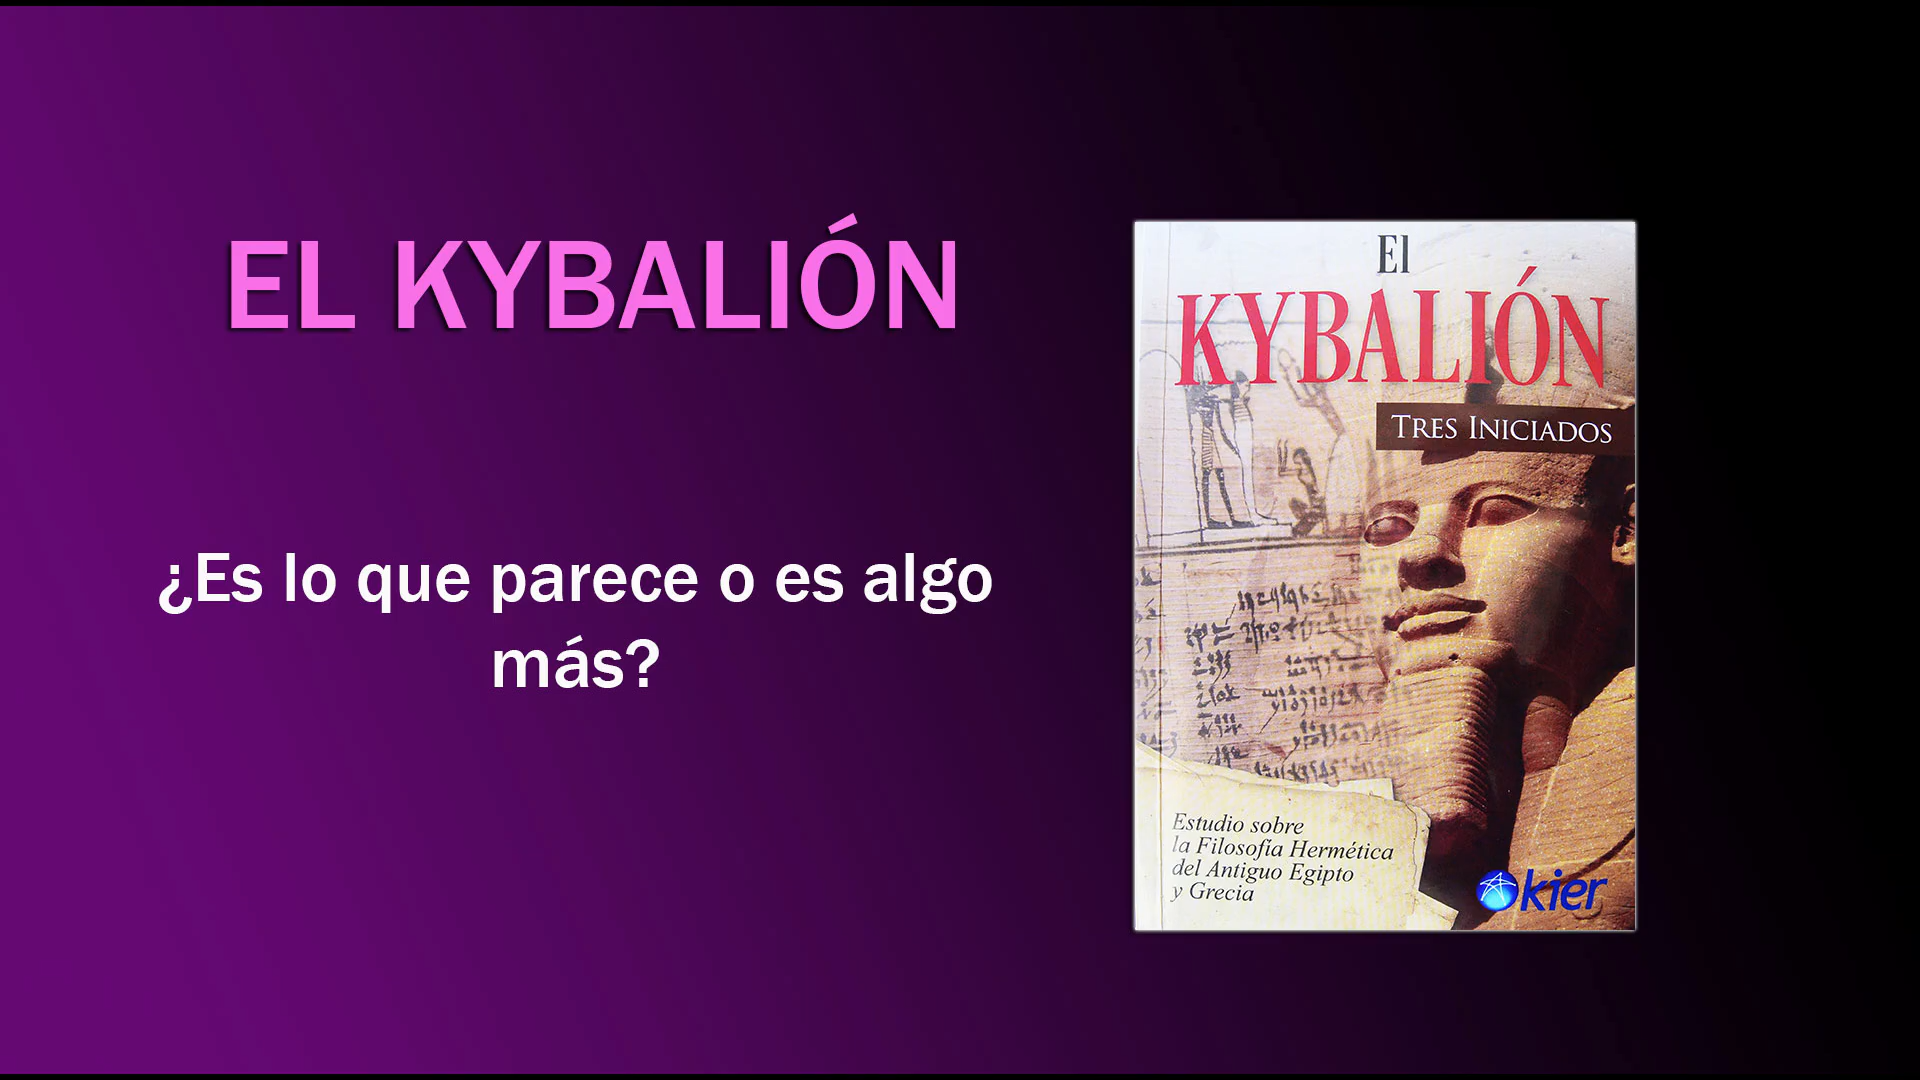 EL KYBALIÓN
¿Es lo que parece o es algo
más?
El
KYBALIÓN
TRES INICIADOS
Estudio sobre
la Filosofía Hermética
del Antiguo Egipto
y Grecia
kier